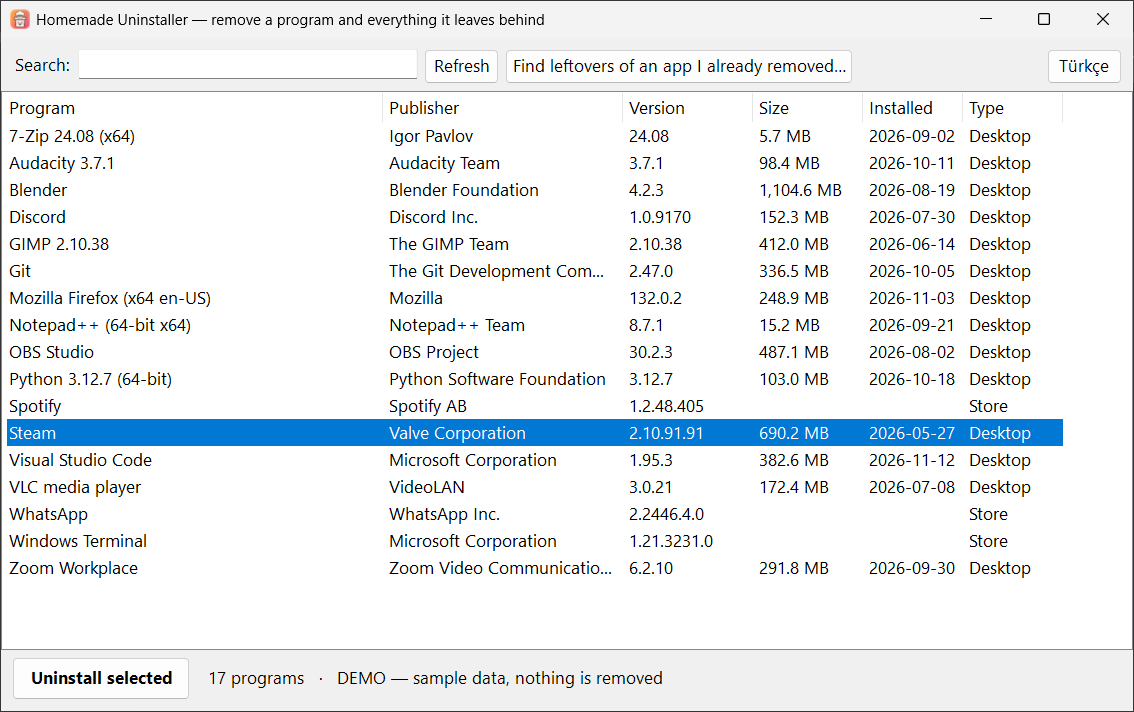 Homemade Uninstaller — remove a program and everything it leaves behind
Search: Refresh Find leftovers of an app I already removed... Türkçe
Program Publisher Version Size Installed Type
7-Zip 24.08 (x64) Igor Pavlov 24.08 5.7 MB 2026-09-02 Desktop
Audacity 3.7.1 Audacity Team 3.7.1 98.4 MB 2026-10-11 Desktop
Blender Blender Foundation 4.2.3 1,104.6 MB 2026-08-19 Desktop
Discord Discord Inc. 1.0.9170 152.3 MB 2026-07-30 Desktop
GIMP 2.10.38 The GIMP Team 2.10.38 412.0 MB 2026-06-14 Desktop
Git The Git Development Com... 2.47.0 336.5 MB 2026-10-05 Desktop
Mozilla Firefox (x64 en-US) Mozilla 132.0.2 248.9 MB 2026-11-03 Desktop
Notepad++ (64-bit x64) Notepad++ Team 8.7.1 15.2 MB 2026-09-21 Desktop
OBS Studio OBS Project 30.2.3 487.1 MB 2026-08-02 Desktop
Python 3.12.7 (64-bit) Python Software Foundation 3.12.7 103.0 MB 2026-10-18 Desktop
Spotify Spotify AB 1.2.48.405 Store
Steam Valve Corporation 2.10.91.91 690.2 MB 2026-05-27 Desktop
Visual Studio Code Microsoft Corporation 1.95.3 382.6 MB 2026-11-12 Desktop
VLC media player VideoLAN 3.0.21 172.4 MB 2026-07-08 Desktop
WhatsApp WhatsApp Inc. 2.2446.4.0 Store
Windows Terminal Microsoft Corporation 1.21.3231.0 Store
Zoom Workplace Zoom Video Communicatio... 6.2.10 291.8 MB 2026-09-30 Desktop
Uninstall selected 17 programs · DEMO — sample data, nothing is removed